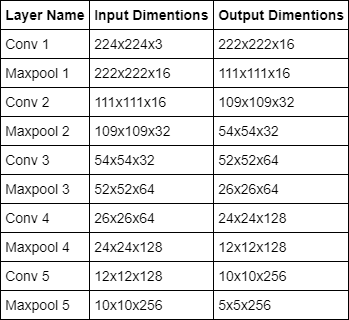 Layer Name Input Dimentions Output Dimentions
Conv 1 224x224x3 222x222x16
Maxpool 1 222x222x16 111x111x16
Conv 2 111x111x16 109x109x32
Maxpool 2 109x109x32 54x54x32
Conv 3 54x54x32 52x52x64
Maxpool 3 52x52x64 26x26x64
Conv 4 26x26x64 24x24x128
Maxpool 4 24x24x128 12x12x128
Conv 5 12x12x128 10x10x256
Maxpool 5 10x10x256 5x5x256